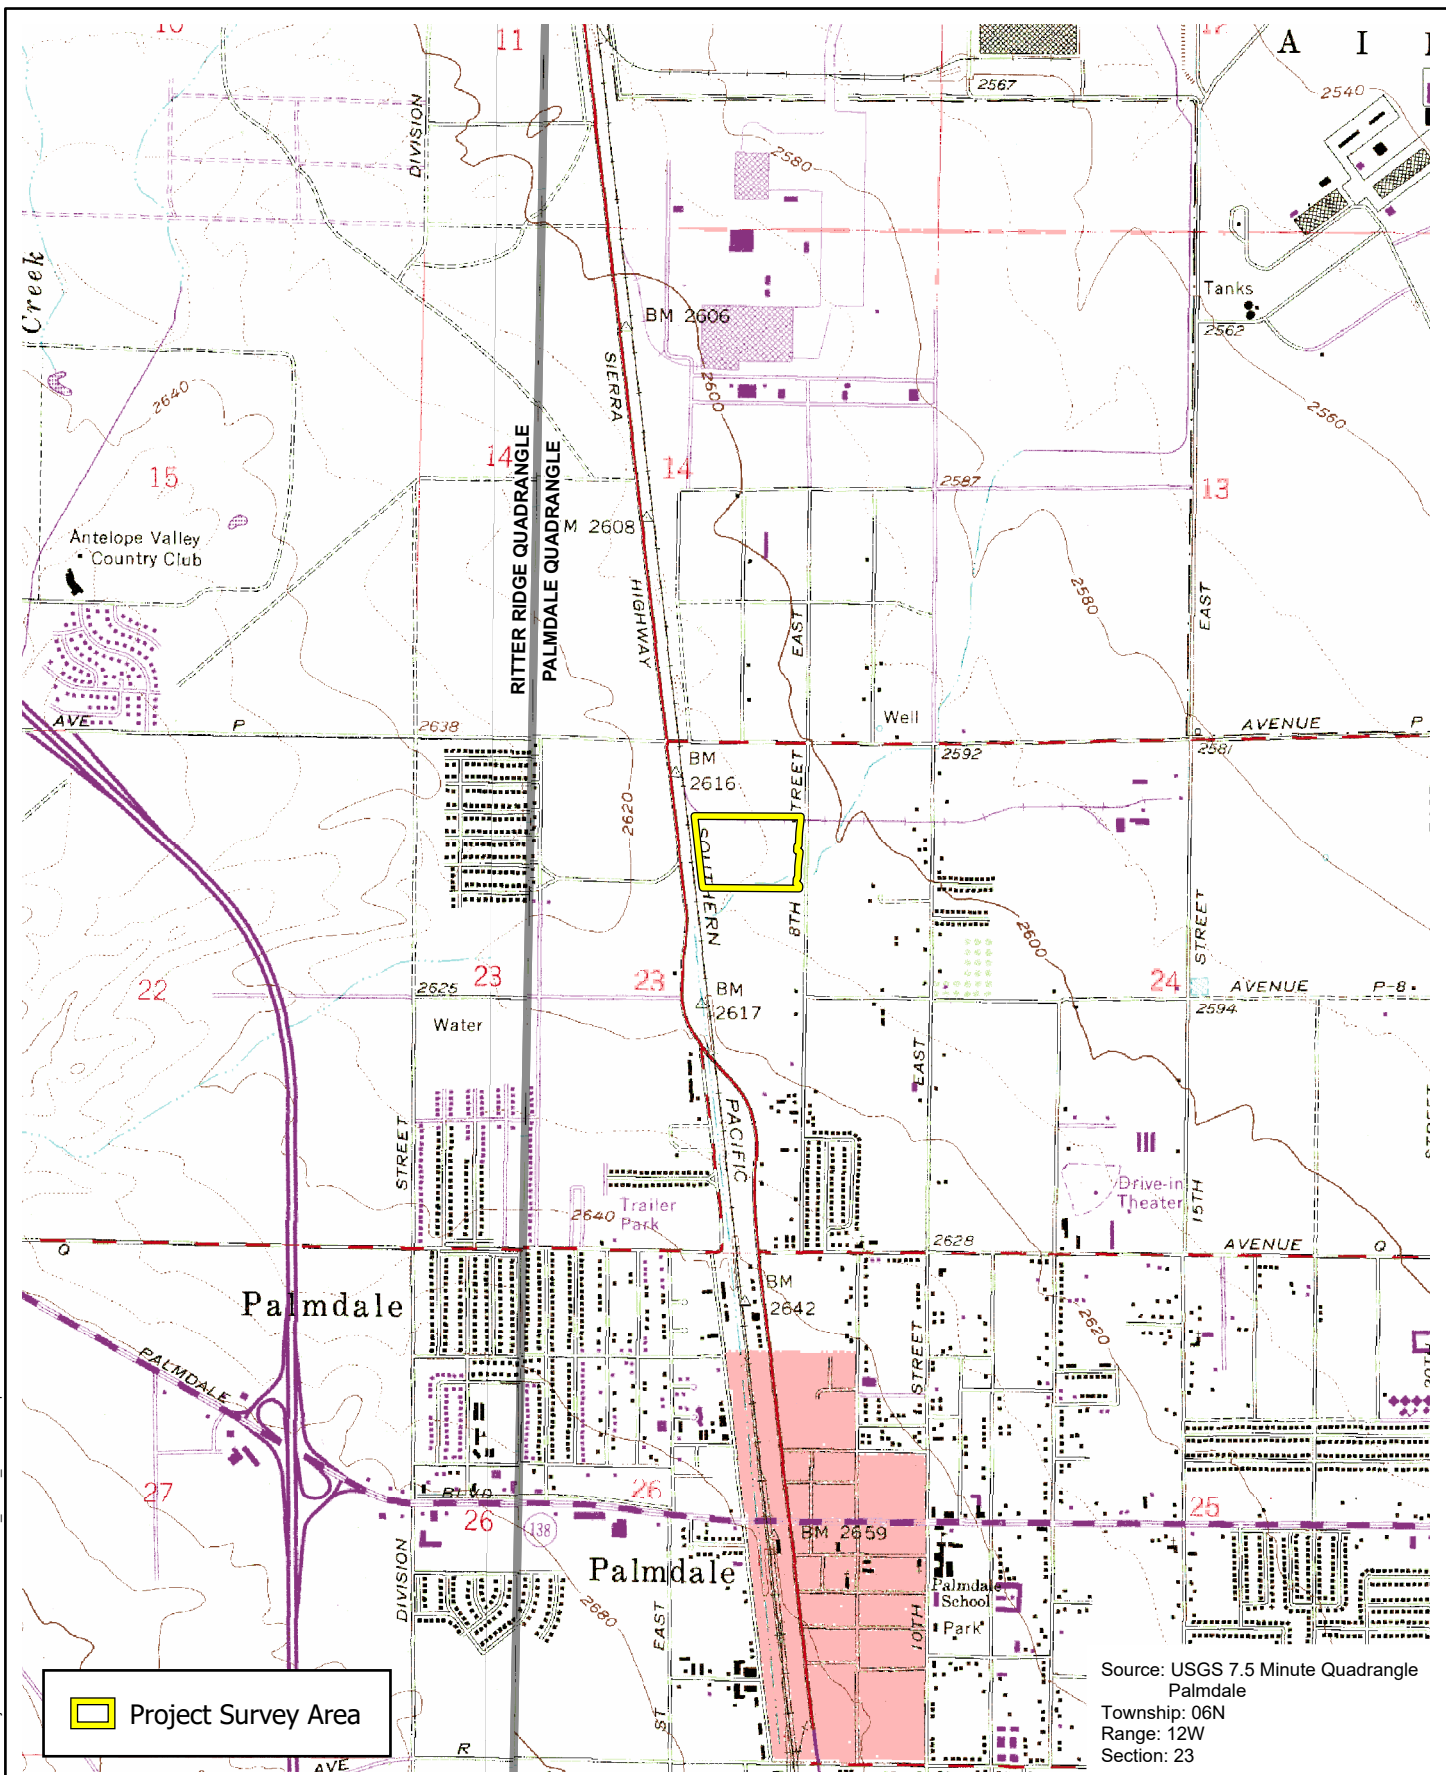 10
11
12
A I
DIVISION
2567
2540
2580
Creek
Tanks
2562
BM 2606
SIERRA
2600
2640
2560
14
14
15
2587
13
RITTER RIDGE QUADRANGLE
PALMDALE QUADRANGLE
M 2608
Antelope Valley
Country Club
HIGHWAY
2580
EAST
EAST
Well
AVE P
2638
AVENUE P
2592
2581
BM
2616
STREET
2620
SOUTHERN
8TH
STREET
2600
22
23
23
24
2625
BM
2617
AVENUE P-8
2594
Water
EAST
PACIFIC
STREET
STREET
Drive-in
Theater
15TH
Trailer
Park
2640
Q
2628
AVENUE Q
BM
2642
Palmdale
2620
PALMDALE
STREET
20TH
27
BLVD
26
26
138
25
BM 2659
Palmdale
DIVISION
2680
EAST
Palmdale
School
Park
10TH
ST
R
AVE
Project Survey Area
Source: USGS 7.5 Minute Quadrangle
Palmdale
Township: 06N
Range: 12W
Section: 23